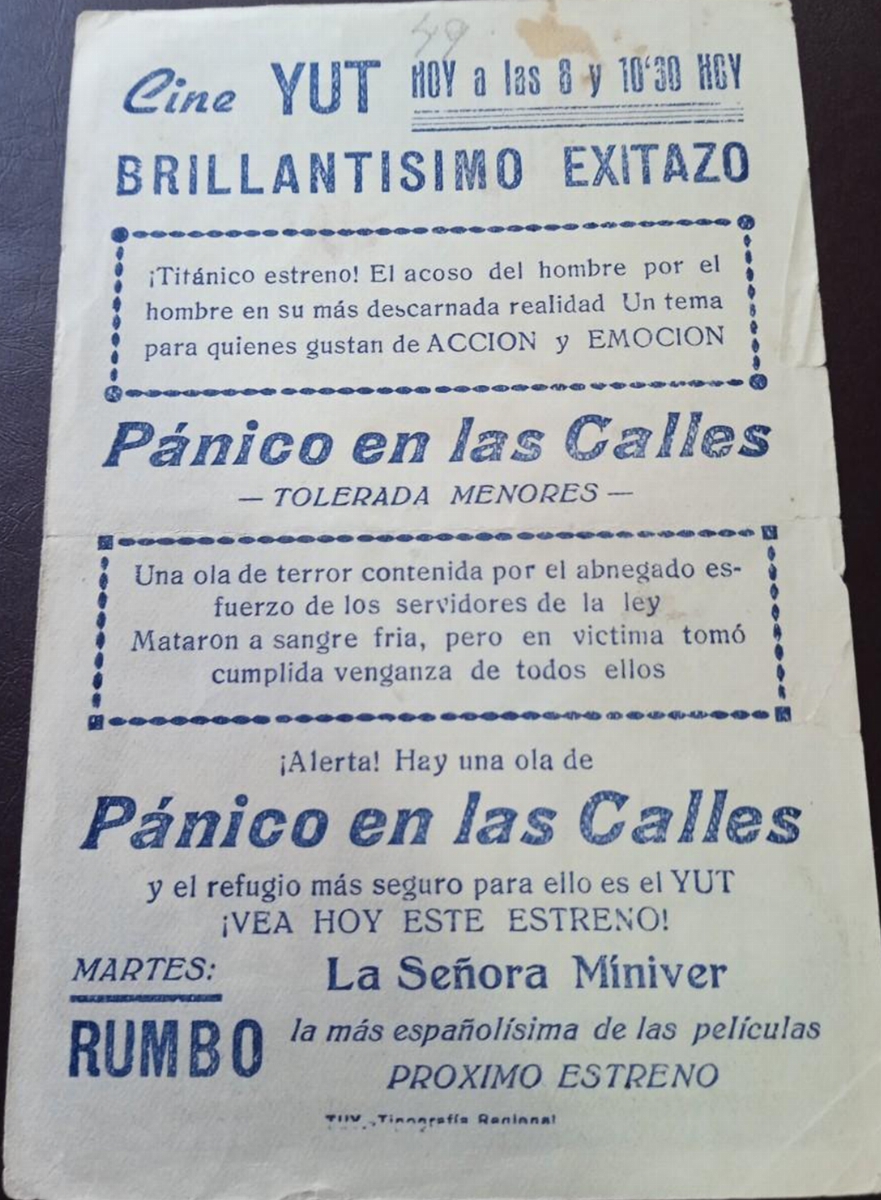 49
Cine YUT HOY a las 8 y 10'30 HOY
BRILLANTISIMO EXITAZO
¡Titánico estreno! El acoso del hombre por el
hombre en su más descarnada realidad Un tema
para quienes gustan de ACCION y EMOCION
Pánico en las Calles
— TOLERADA MENORES —
Una ola de terror contenida por el abnegado es-
fuerzo de los servidores de la ley
Mataron a sangre fria, pero en victima tomó
cumplida venganza de todos ellos
¡Alerta! Hay una ola de
Pánico en las Calles
y el refugio más seguro para ello es el YUT
¡VEA HOY ESTE ESTRENO!
MARTES: La Señora Míniver
RUMBO la más españolísima de las películas
PROXIMO ESTRENO
Tipografía Regional